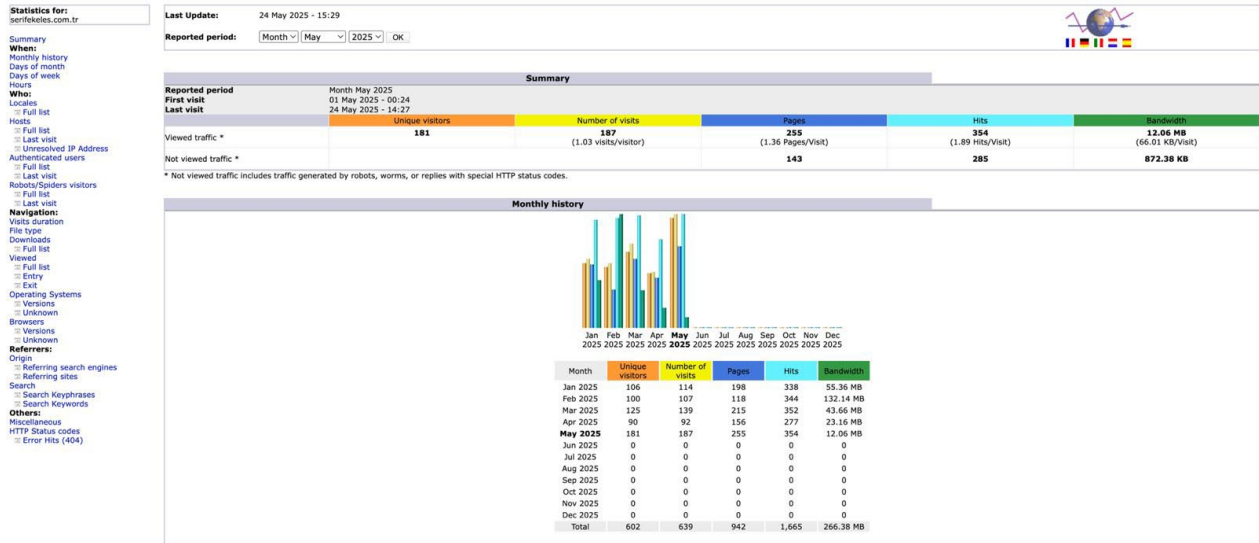 Statistics for:
serifekeles.com.tr
Summary
When:
Monthly history
Days of month
Days of week
Hours
Who:
Locales
Full list
Hosts
Full list
Last visit
Unresolved IP Address
Authenticated users
Full list
Last visit
Robots/Spiders visitors
Full list
Last visit
Navigation:
Visits duration
File type
Downloads
Full list
Viewed
Full list
Entry
Exit
Operating Systems
Versions
Unknown
Browsers
Versions
Unknown
Referrers:
Origin
Referring search engines
Referring sites
Search
Search Keyphrases
Search Keywords
Others:
Miscellaneous
HTTP Status codes
Error Hits (404)
Last Update: 24 May 2025 - 15:29
Reported period: Month May 2025 OK
Summary
Reported period Month May 2025
First visit 01 May 2025 - 00:24
Last visit 24 May 2025 - 14:27
Unique visitors Number of visits Pages Hits Bandwidth
Viewed traffic * 181 187 255 354 12.06 MB
(1.03 visits/visitor) (1.36 Pages/Visit) (1.89 Hits/Visit) (66.01 KB/Visit)
Not viewed traffic * 143 285 872.38 KB
* Not viewed traffic includes traffic generated by robots, worms, or replies with special HTTP status codes.
Monthly history
Jan Feb Mar Apr May Jun Jul Aug Sep Oct Nov Dec
2025 2025 2025 2025 2025 2025 2025 2025 2025 2025 2025 2025
Month Unique visitors Number of visits Pages Hits Bandwidth
Jan 2025 106 114 198 338 55.36 MB
Feb 2025 100 107 118 344 132.14 MB
Mar 2025 125 139 215 352 43.66 MB
Apr 2025 90 92 156 277 23.16 MB
May 2025 181 187 255 354 12.06 MB
Jun 2025 0 0 0 0 0
Jul 2025 0 0 0 0 0
Aug 2025 0 0 0 0 0
Sep 2025 0 0 0 0 0
Oct 2025 0 0 0 0 0
Nov 2025 0 0 0 0 0
Dec 2025 0 0 0 0 0
Total 602 639 942 1,665 266.38 MB